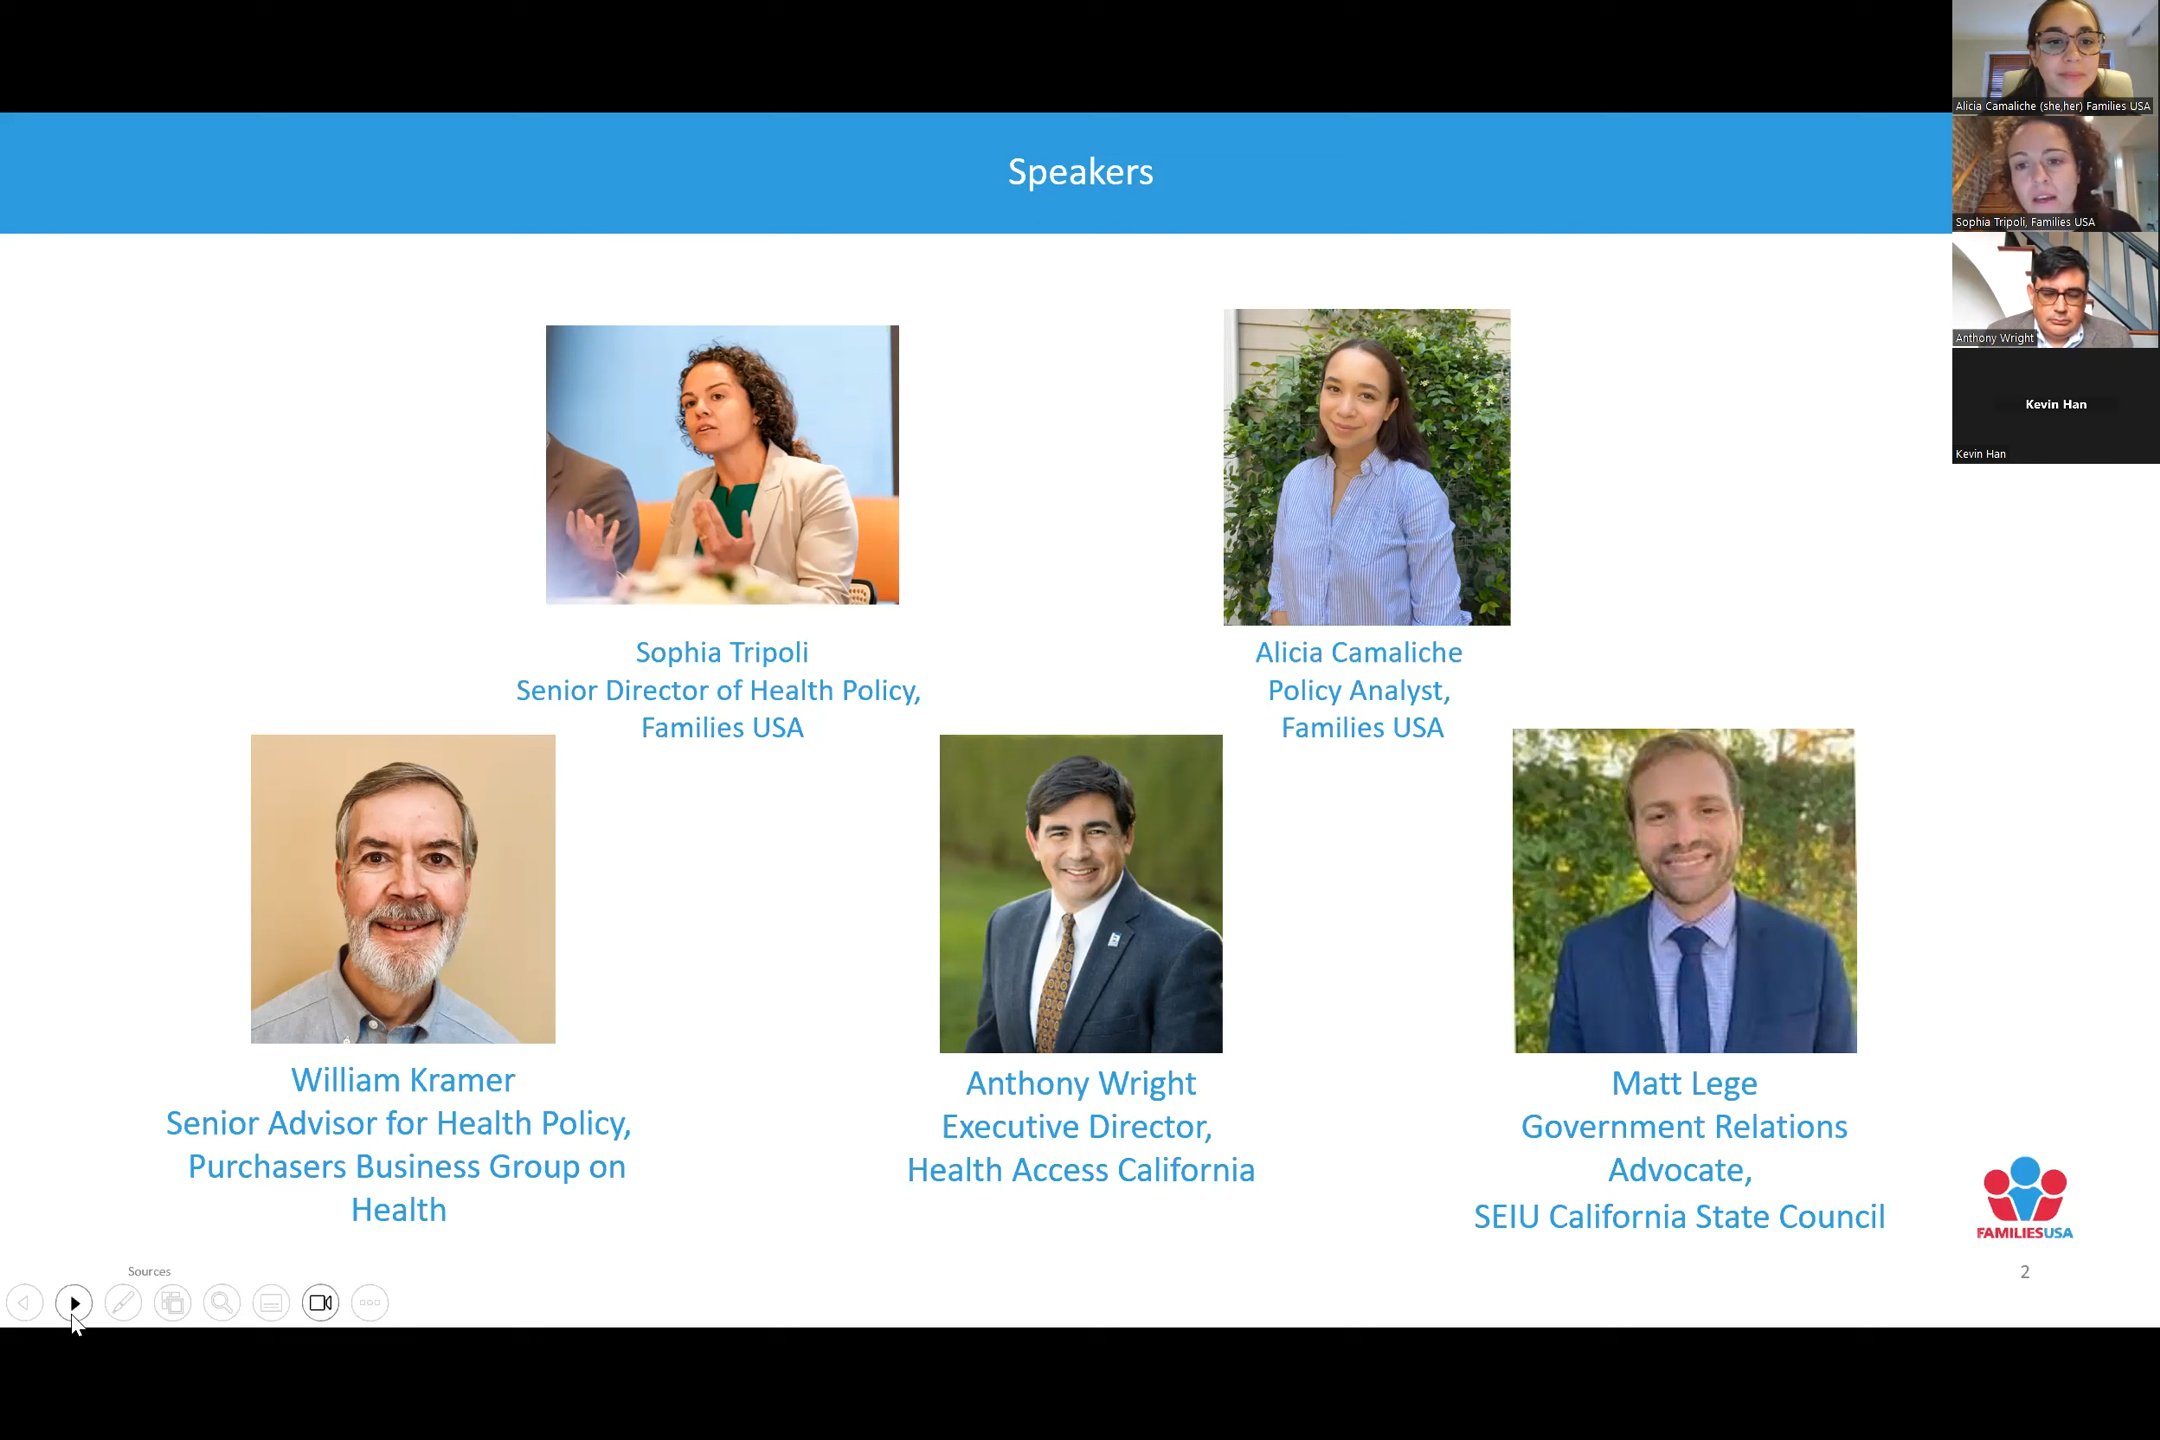 Speakers
Alicia Camaliche (she,her) Families USA
Sophia Tripoli, Families USA
Anthony Wright
Kevin Han
Kevin Han
Sophia Tripoli
Senior Director of Health Policy,
Families USA
Alicia Camaliche
Policy Analyst,
Families USA
William Kramer
Senior Advisor for Health Policy,
Purchasers Business Group on
Health
Anthony Wright
Executive Director,
Health Access California
Matt Lege
Government Relations
Advocate,
SEIU California State Council
FAMILIESUSA
Sources
2